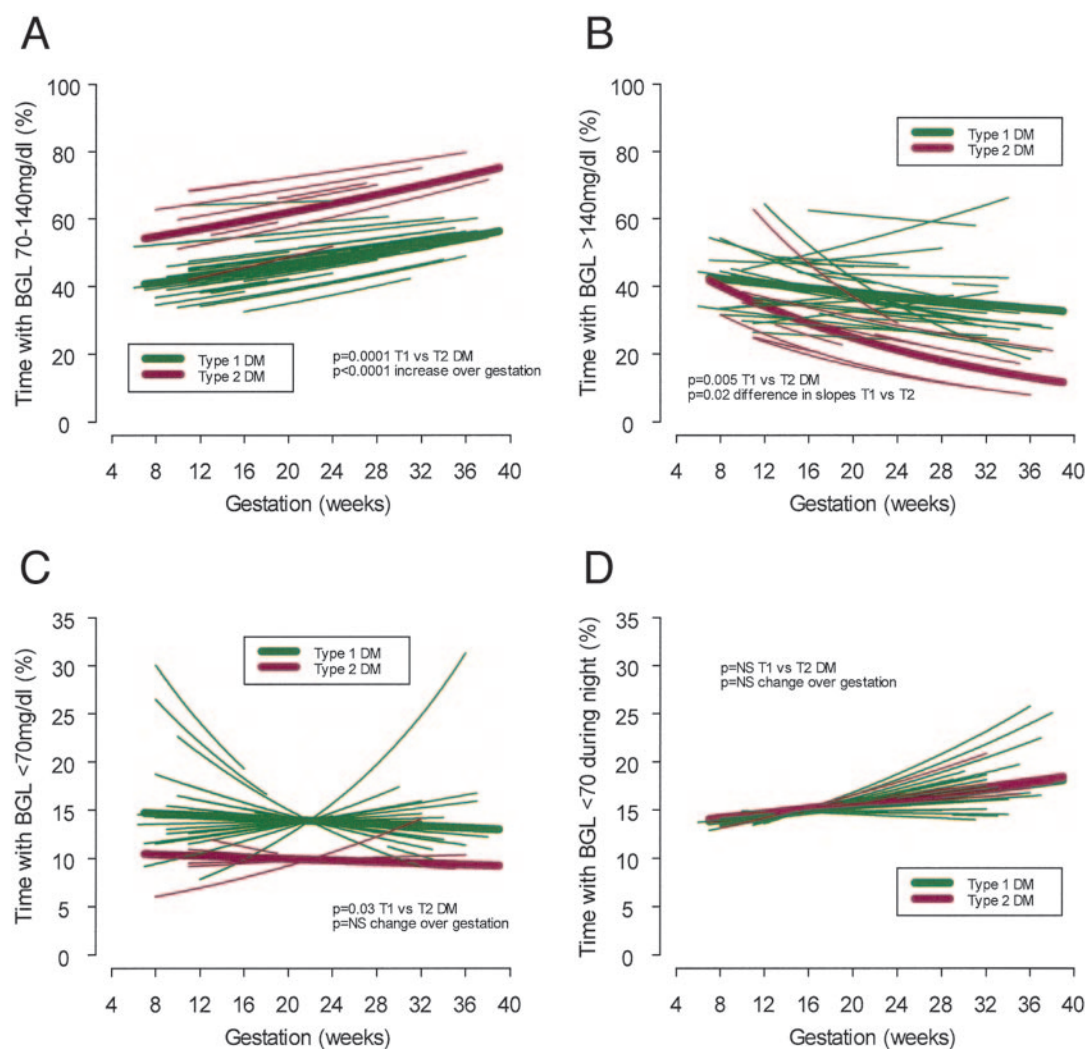 A
Time with BGL 70-140mg/dl (%)
100
80
60
40
20
0
Type 1 DM
Type 2 DM
p=0.0001 T1 vs T2 DM
p<0.0001 increase over gestation
4 8 12 16 20 24 28 32 36 40
Gestation (weeks)
B
Time with BGL >140mg/dl (%)
100
80
60
40
20
0
Type 1 DM
Type 2 DM
p=0.005 T1 vs T2 DM
p=0.02 difference in slopes T1 vs T2
4 8 12 16 20 24 28 32 36 40
Gestation (weeks)
C
Time with BGL <70mg/dl (%)
35
30
25
20
15
10
5
0
Type 1 DM
Type 2 DM
p=0.03 T1 vs T2 DM
p=NS change over gestation
4 8 12 16 20 24 28 32 36 40
Gestation (weeks)
D
Time with BGL <70 during night (%)
35
30
25
20
15
10
5
0
p=NS T1 vs T2 DM
p=NS change over gestation
Type 1 DM
Type 2 DM
4 8 12 16 20 24 28 32 36 40
Gestation (weeks)